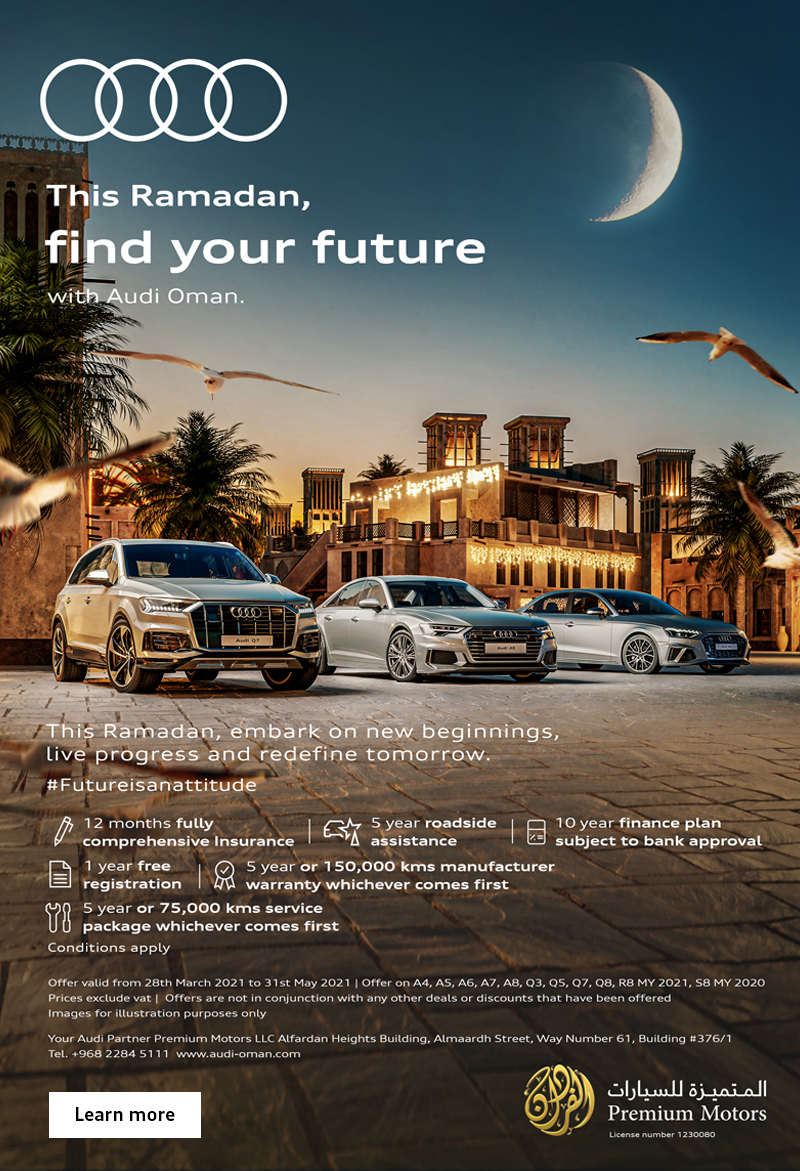 This Ramadan,
find your future
with Audi Oman.
Audi Q7
Audi A6
This Ramadan, embark on new beginnings,
live progress and redefine tomorrow.
#Futureisanattitude
12 months fully
comprehensive Insurance
5 year roadside
assistance
10 year finance plan
subject to bank approval
1 year free
registration
5 year or 150,000 kms manufacturer
warranty whichever comes first
5 year or 75,000 kms service
package whichever comes first
Conditions apply
Offer valid from 28th March 2021 to 31st May 2021 | Offer on A4, A5, A6, A7, A8, Q3, Q5, Q7, Q8, R8 MY 2021, S8 MY 2020
Prices exclude vat | Offers are not in conjunction with any other deals or discounts that have been offered
Images for illustration purposes only
Your Audi Partner Premium Motors LLC Alfardan Heights Building, Almaardh Street, Way Number 61, Building #376/1
Tel. +968 2284 5111 www.audi-oman.com
Learn more
المتميزة للسيارات
Premium Motors
License number 1230080